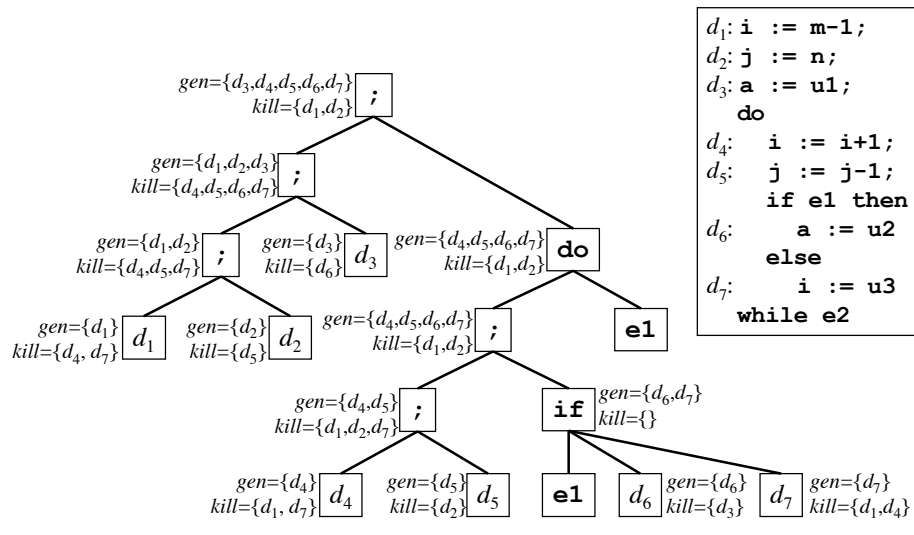 d1: i := m-1;
d2: j := n;
d3: a := u1;
do
d4: i := i+1;
d5: j := j-1;
if e1 then
d6: a := u2
else
d7: i := u3
while e2
gen={d3,d4,d5,d6,d7}
kill={d1,d2}
;
gen={d1,d2,d3}
kill={d4,d5,d6,d7}
;
gen={d1,d2}
kill={d4,d5,d7}
;
gen={d3}
kill={d6}
d3
gen={d4,d5,d6,d7}
kill={d1,d2}
do
gen={d1}
kill={d4, d7}
d1
gen={d2}
kill={d5}
d2
gen={d4,d5,d6,d7}
kill={d1,d2}
;
e1
gen={d4,d5}
kill={d1,d2,d7}
;
if
gen={d6,d7}
kill={}
gen={d4}
kill={d1, d7}
d4
gen={d5}
kill={d2}
d5
e1
d6
gen={d6}
kill={d3}
d7
gen={d7}
kill={d1,d4}